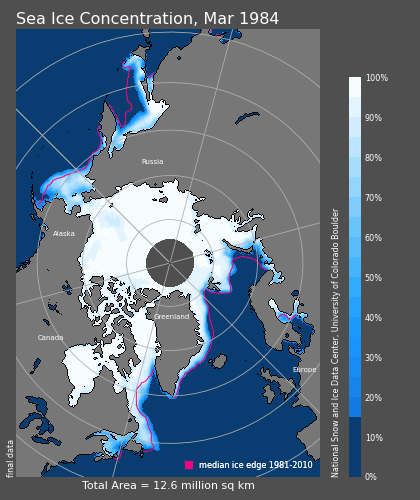 Sea Ice Concentration, Mar 1984
Russia
Alaska
Greenland
Canada
Europe
median ice edge 1981-2010
final data
Total Area = 12.6 million sq km
100%
90%
80%
70%
60%
50%
40%
30%
20%
10%
0%
National Snow and Ice Data Center, University of Colorado Boulder